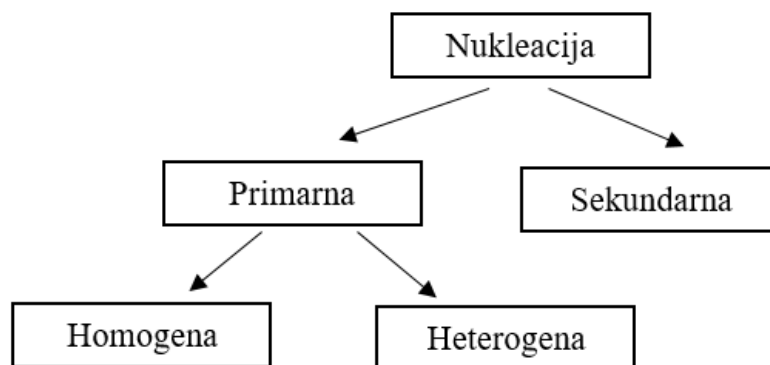 Nukleacija
Primarna
Sekundarna
Homogena
Heterogena